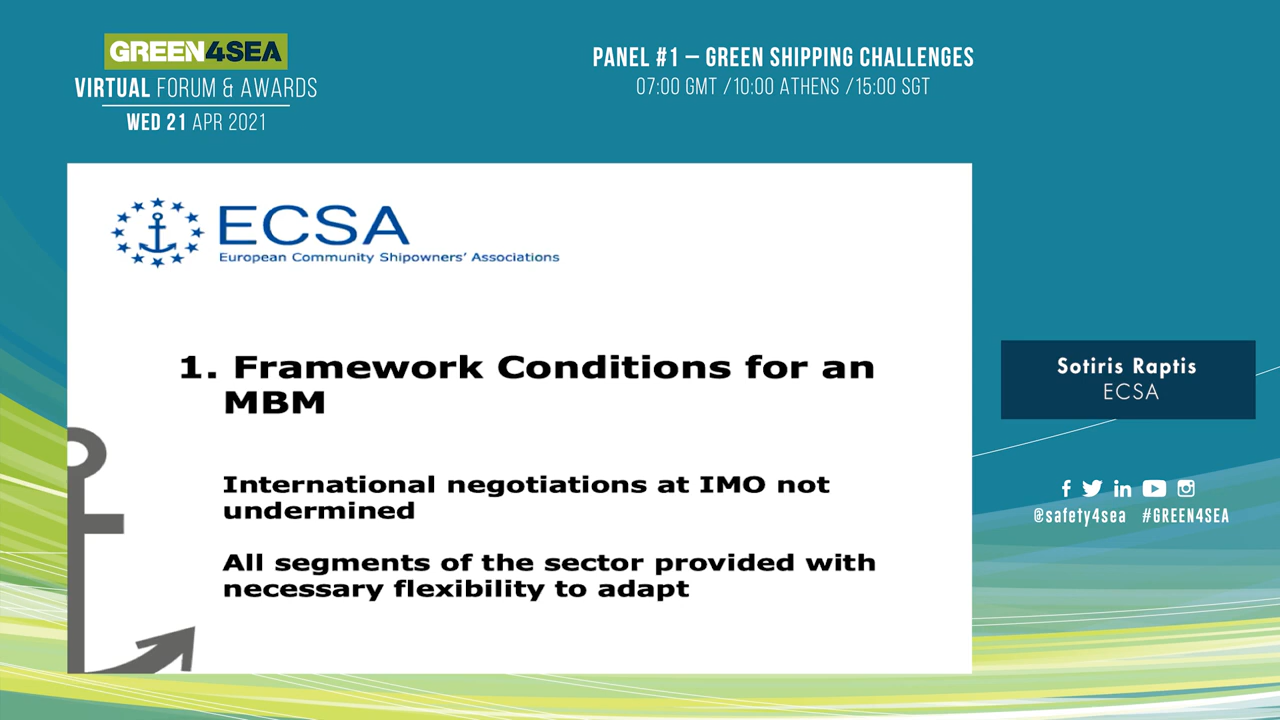 GREEN4SEA
VIRTUAL FORUM & AWARDS
WED 21 APR 2021
PANEL #1 – GREEN SHIPPING CHALLENGES
07:00 GMT /10:00 ATHENS /15:00 SGT
ECSA
European Community Shipowners' Associations
1. Framework Conditions for an
MBM
International negotiations at IMO not
undermined
All segments of the sector provided with
necessary flexibility to adapt
Sotiris Raptis
ECSA
@safety4sea #GREEN4SEA